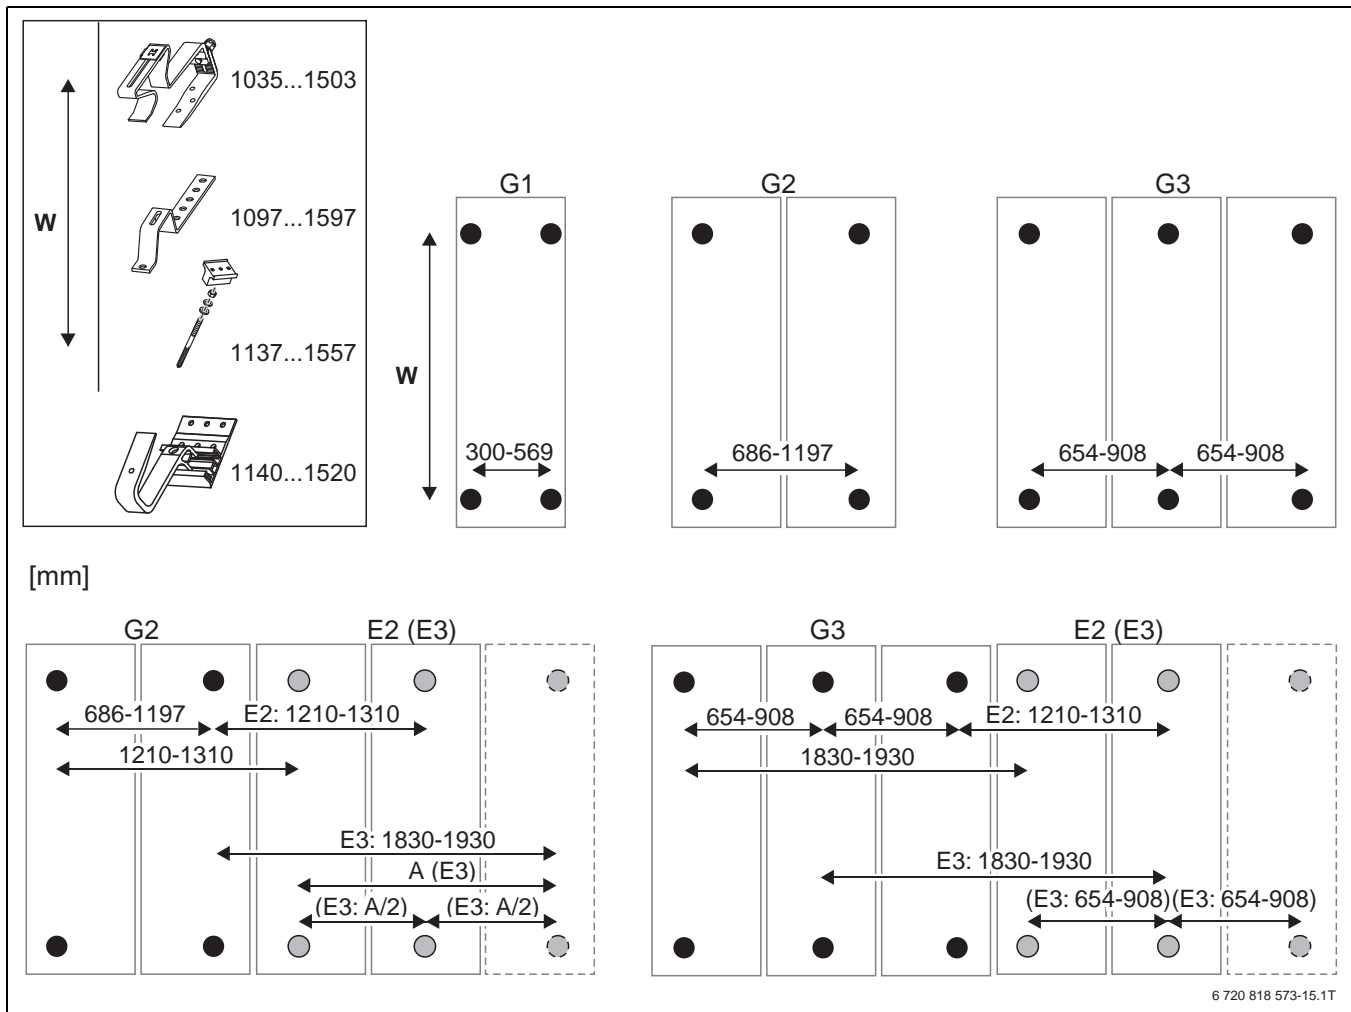 1035...1503
W
1097...1597
1137...1557
1140...1520
G1
W
300-569
G2
686-1197
G3
654-908
654-908
[mm]
G2
E2 (E3)
686-1197
E2: 1210-1310
1210-1310
E3: 1830-1930
A (E3)
(E3: A/2)
(E3: A/2)
G3
E2 (E3)
654-908
654-908
E2: 1210-1310
1830-1930
E3: 1830-1930
(E3: 654-908)
(E3: 654-908)
6 720 818 573-15.1T